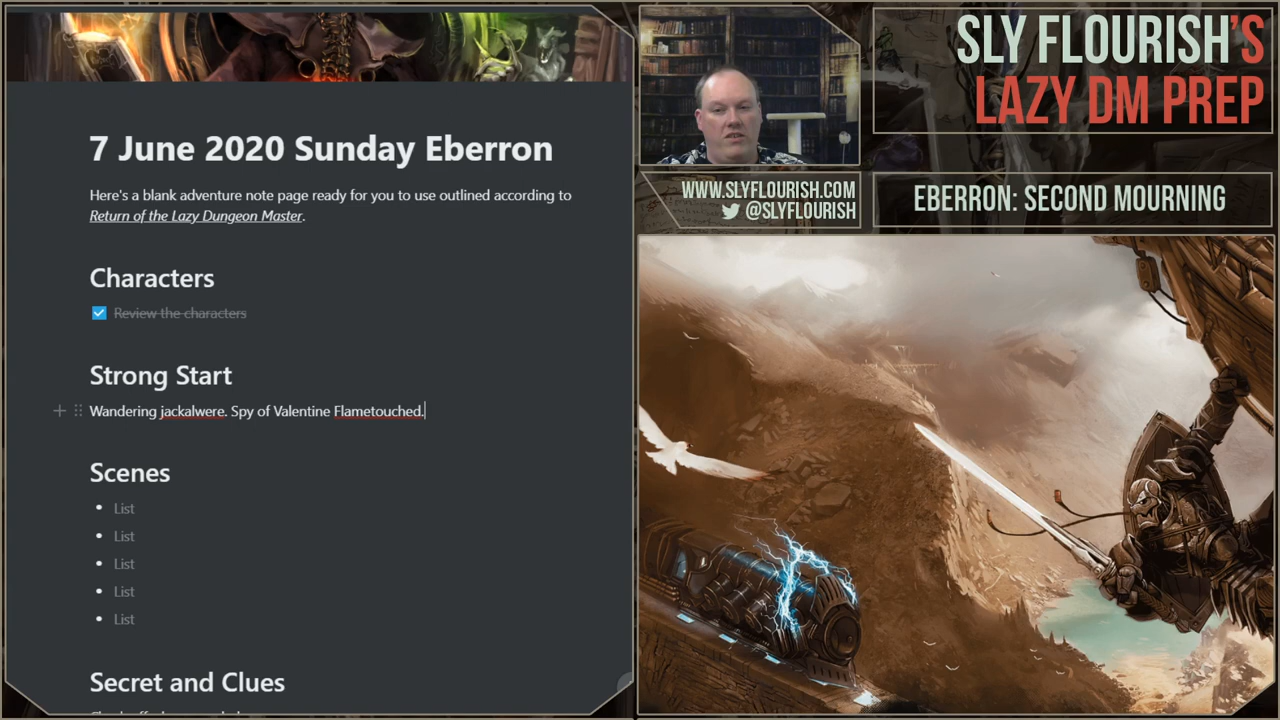 7 June 2020 Sunday Eberron
Here's a blank adventure note page ready for you to use outlined according to
Return of the Lazy Dungeon Master.
Characters
Review the characters
Strong Start
Wandering jackalwere. Spy of Valentine Flametouched.
Scenes
List
List
List
List
List
Secret and Clues
SLY FLOURISH'S
LAZY DM PREP
WWW.SLYFLOURISH.COM
@SLYFLOURISH
EBERRON: SECOND MOURNING